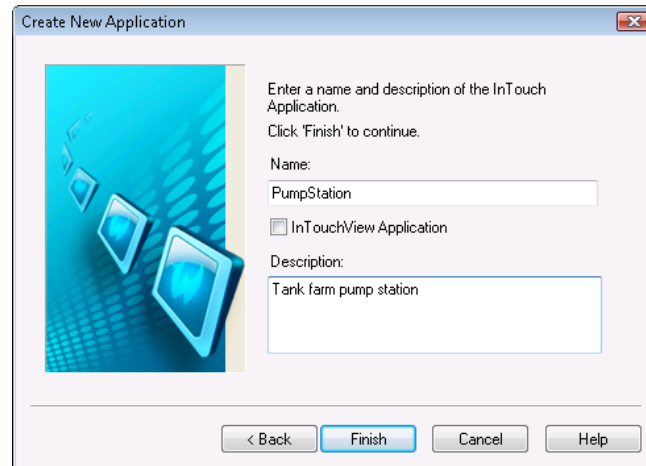 Create New Application
Enter a name and description of the InTouch
Application.
Click 'Finish' to continue.
Name:
PumpStation
InTouchView Application
Description:
Tank farm pump station
< Back
Finish
Cancel
Help